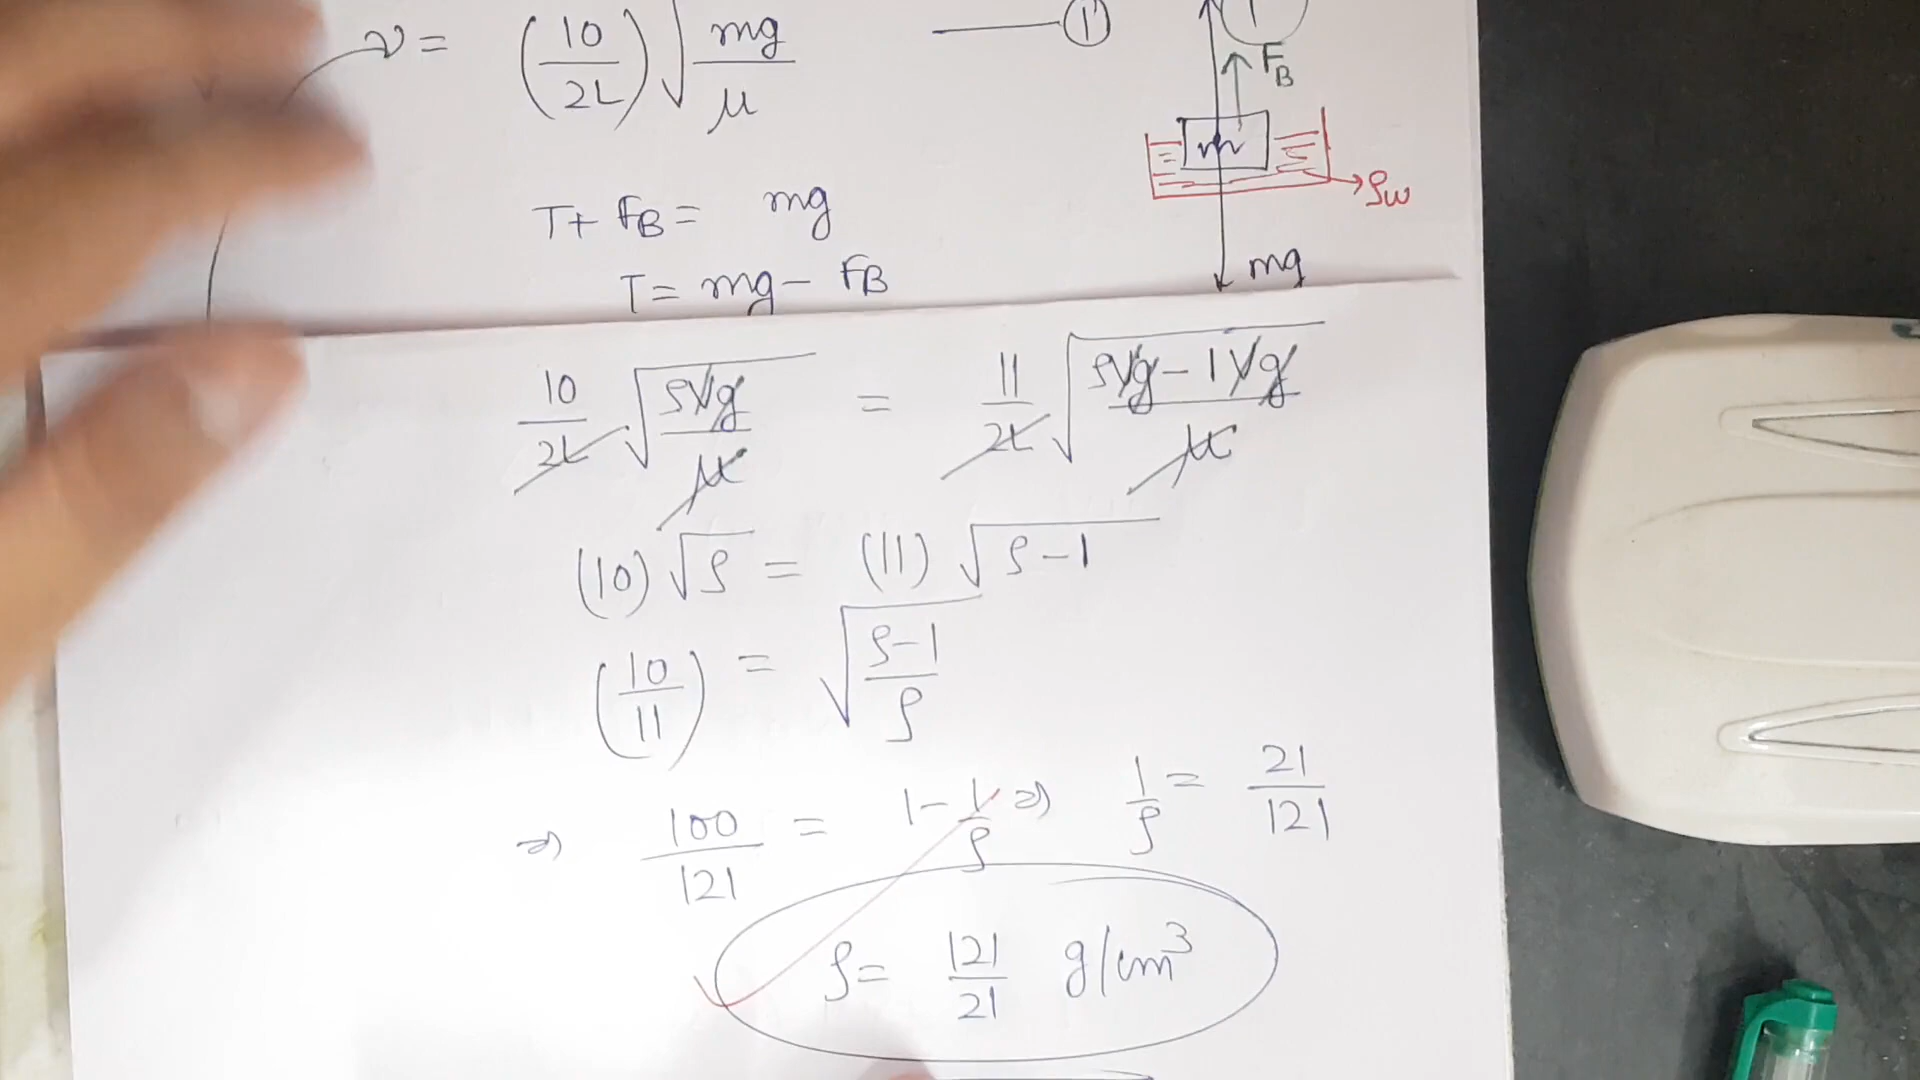 ν = (10/2L) √(mg/μ) —— ①
F_B
m
ρw
T + F_B = mg
mg
T = mg − F_B
10/2L √(ρVg/μ) = 11/2L √((ρVg − 1Vg)/μ)
(10) √ρ = (11) √(ρ−1)
(10/11) = √((ρ−1)/ρ)
⇒ 100/121 = 1 − 1/ρ ⇒ 1/ρ = 21/121
ρ = 121/21 g/cm³